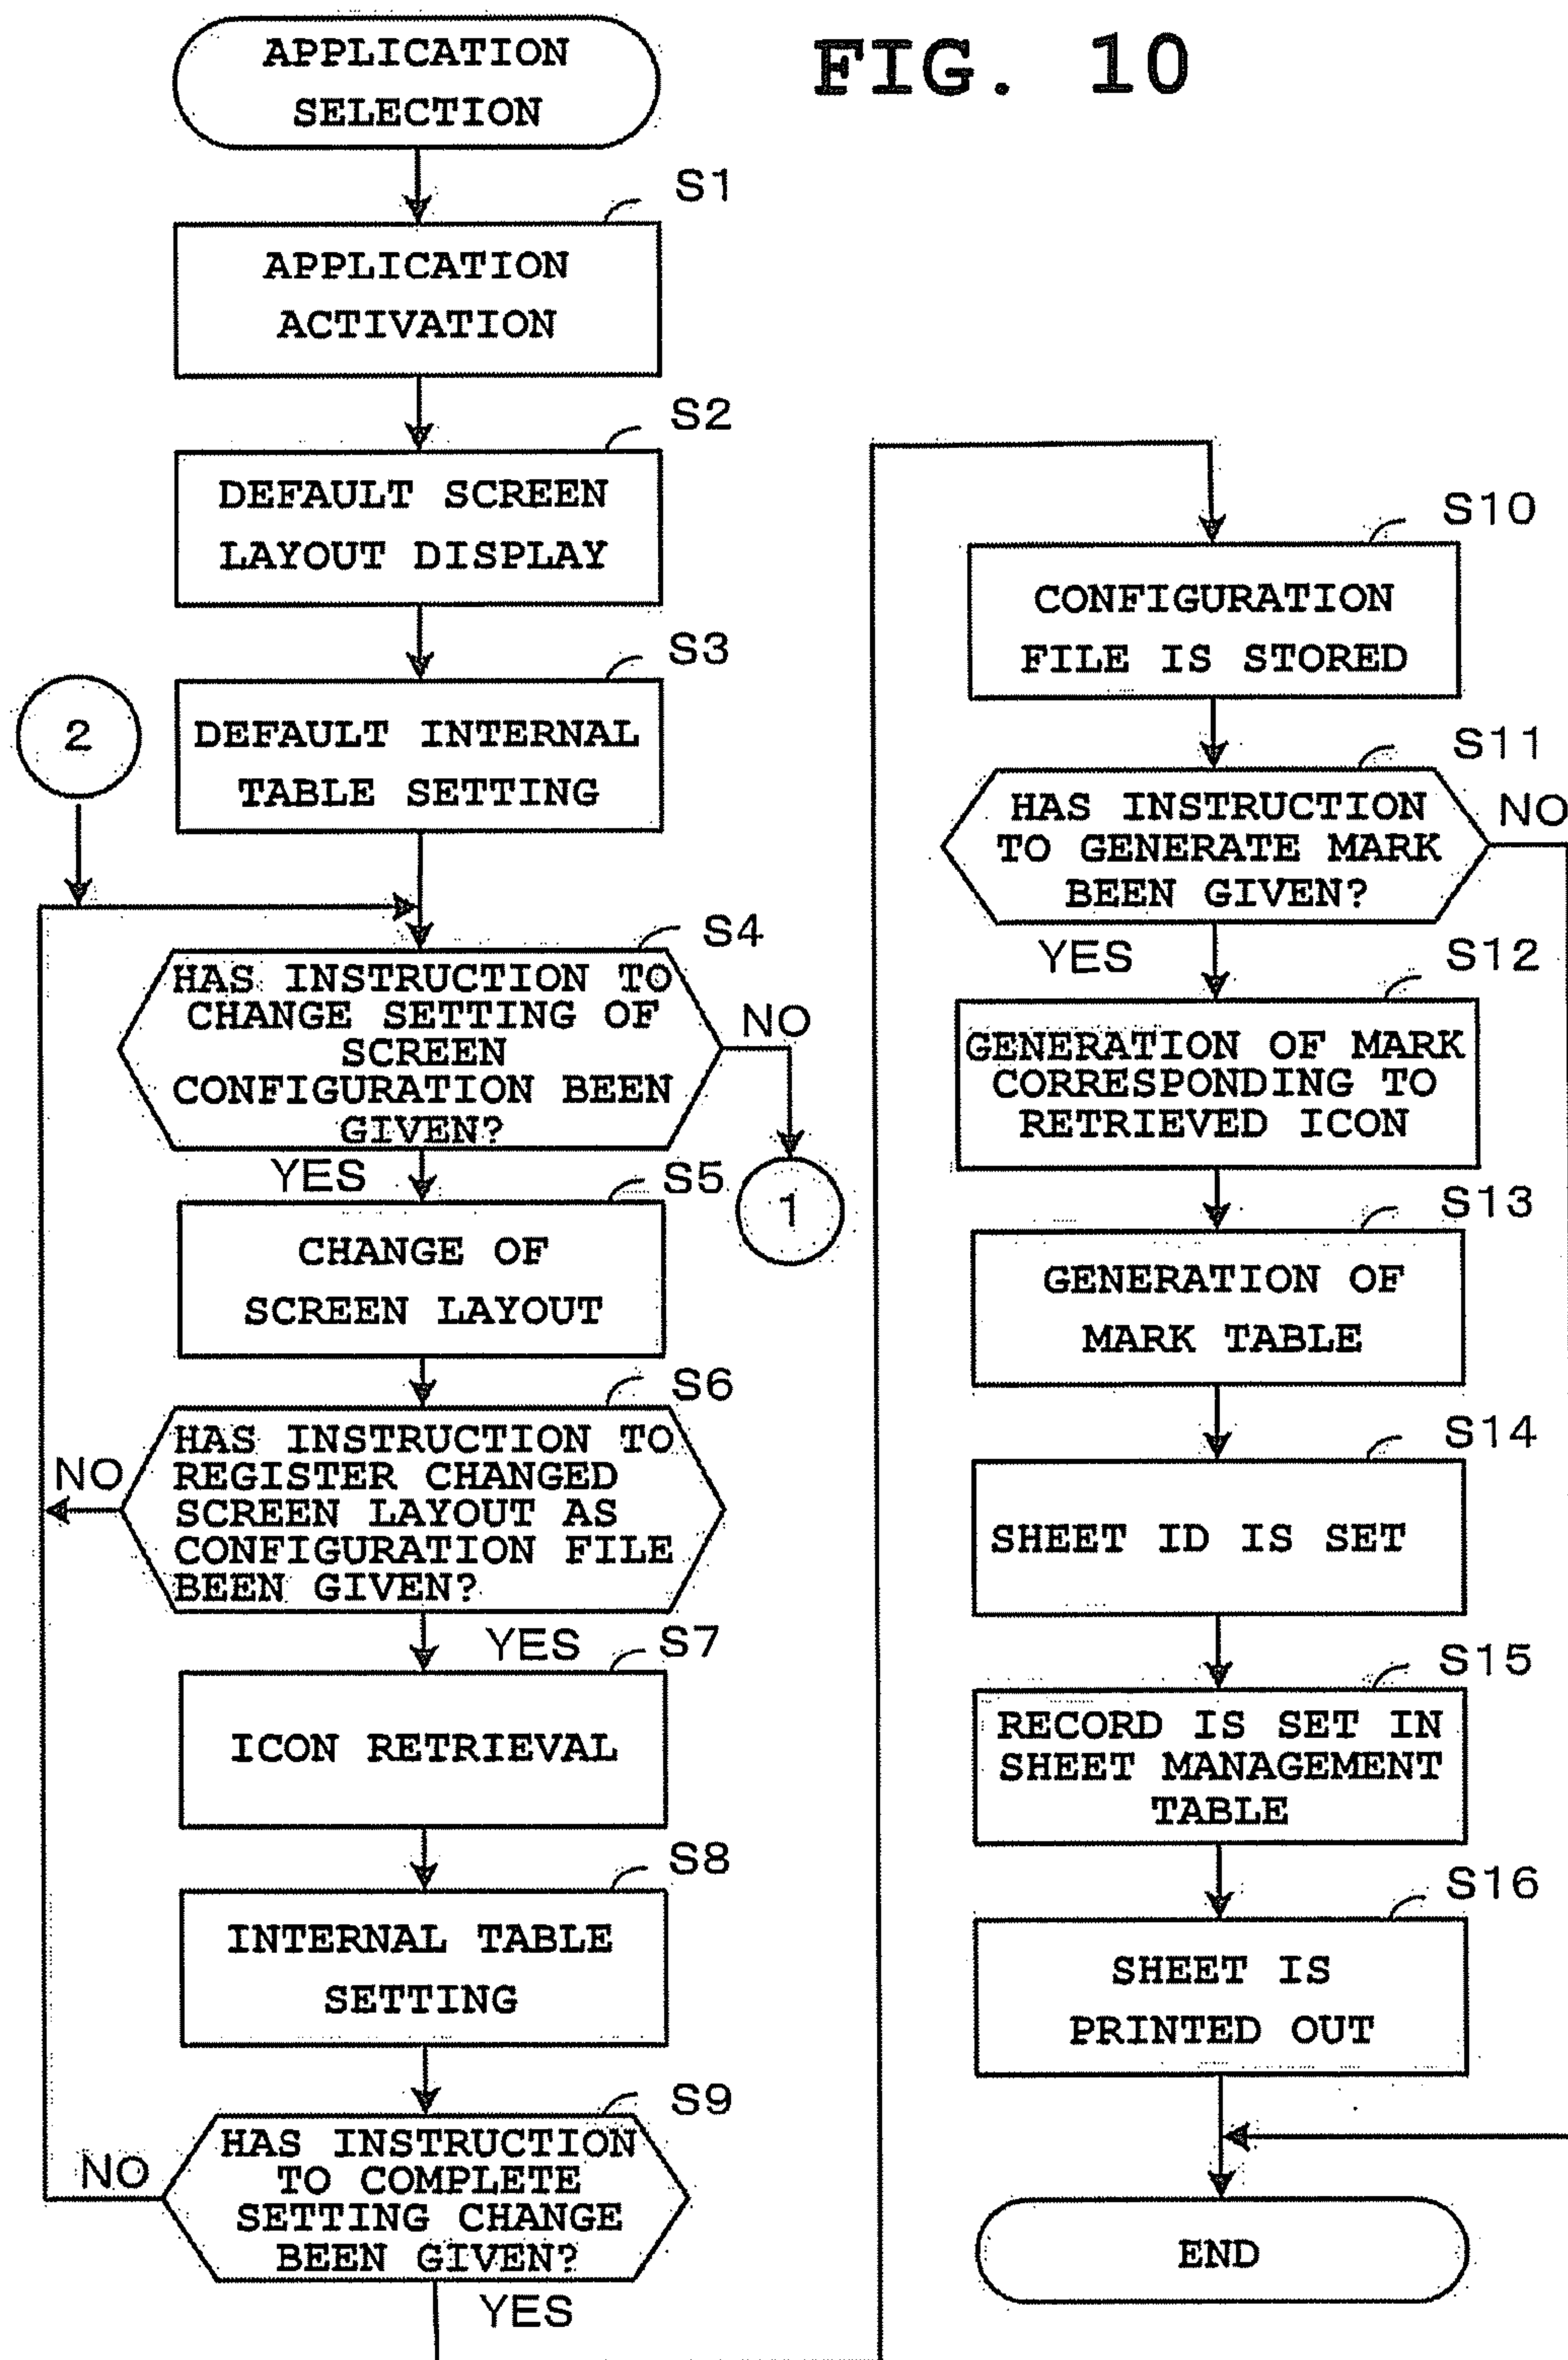 FIG. 10
APPLICATION
SELECTION
S1
APPLICATION
ACTIVATION
S2
DEFAULT SCREEN
LAYOUT DISPLAY
S3
DEFAULT INTERNAL
TABLE SETTING
2
S4
HAS INSTRUCTION TO
CHANGE SETTING OF
SCREEN
CONFIGURATION BEEN
GIVEN?
NO
1
YES
S5
CHANGE OF
SCREEN LAYOUT
S6
HAS INSTRUCTION TO
REGISTER CHANGED
SCREEN LAYOUT AS
CONFIGURATION FILE
BEEN GIVEN?
NO
YES
S7
ICON RETRIEVAL
S8
INTERNAL TABLE
SETTING
S9
HAS INSTRUCTION
TO COMPLETE
SETTING CHANGE
BEEN GIVEN?
NO
YES
S10
CONFIGURATION
FILE IS STORED
S11
HAS INSTRUCTION
TO GENERATE MARK
BEEN GIVEN?
NO
YES
S12
GENERATION OF MARK
CORRESPONDING TO
RETRIEVED ICON
S13
GENERATION OF
MARK TABLE
S14
SHEET ID IS SET
S15
RECORD IS SET IN
SHEET MANAGEMENT
TABLE
S16
SHEET IS
PRINTED OUT
END